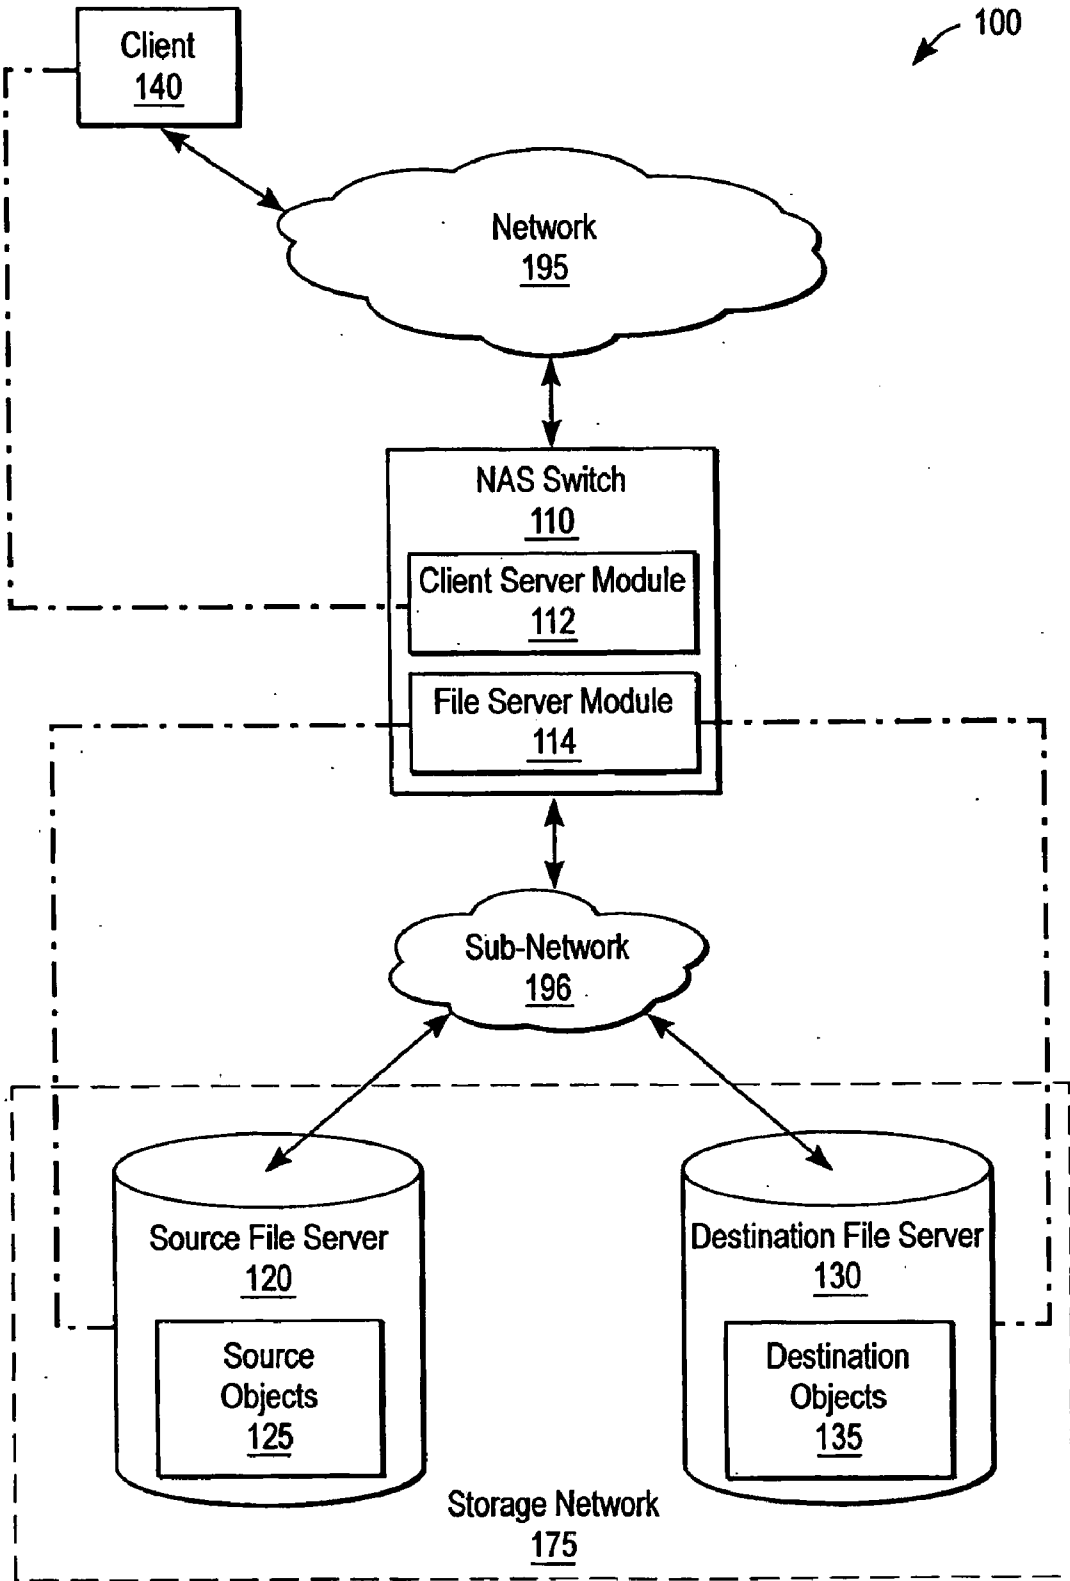 100
Client
140
Network
195
NAS Switch
110
Client Server Module
112
File Server Module
114
Sub-Network
196
Source File Server
120
Source
Objects
125
Destination File Server
130
Destination
Objects
135
Storage Network
175